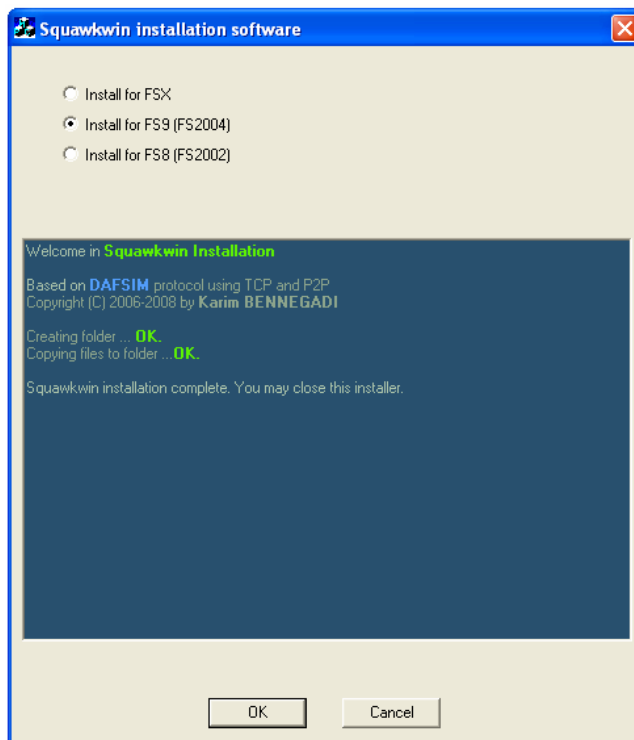 Squawkwin installation software
Install for FSX
Install for FS9 (FS2004)
Install for FS8 (FS2002)
Welcome in Squawkwin Installation
Based on DAFSIM protocol using TCP and P2P
Copyright (C) 2006-2008 by Karim BENNEGADI
Creating folder ... OK.
Copying files to folder ...OK.
Squawkwin installation complete. You may close this installer.
OK
Cancel